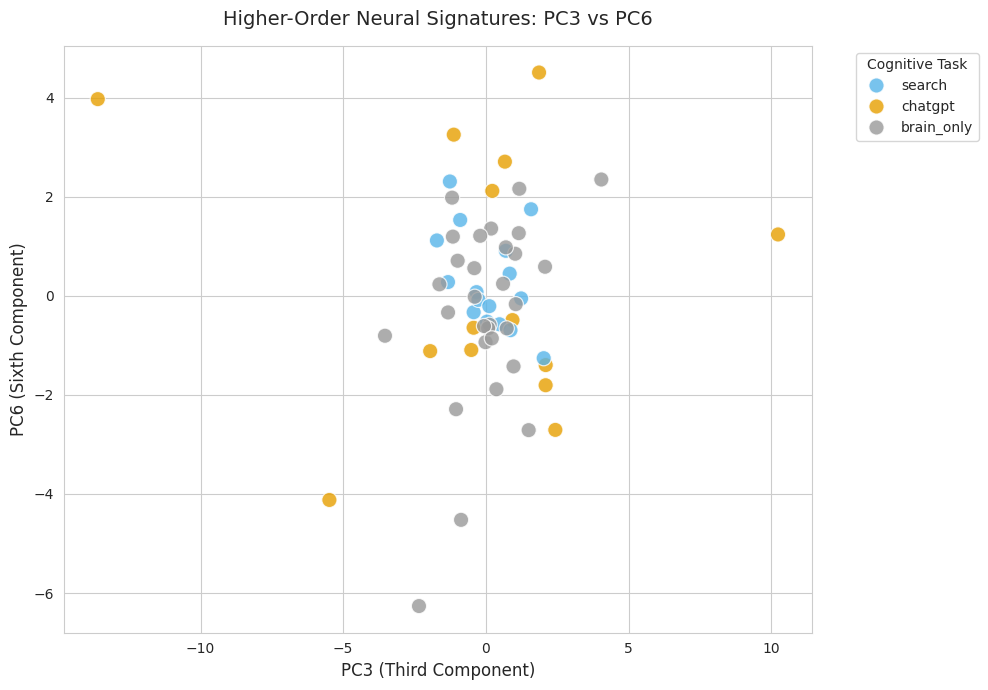 Higher-Order Neural Signatures: PC3 vs PC6
Cognitive Task
search
chatgpt
brain_only
PC6 (Sixth Component)
4
2
0
−2
−4
−6
−10
−5
0
5
10
PC3 (Third Component)